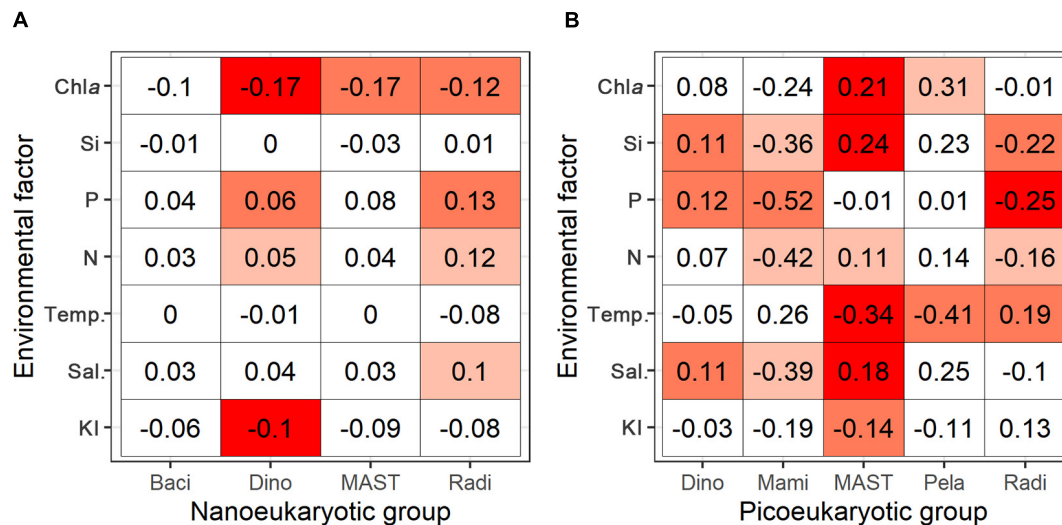 A
Environmental factor
Chla -0.1 -0.17 -0.17 -0.12
Si -0.01 0 -0.03 0.01
P 0.04 0.06 0.08 0.13
N 0.03 0.05 0.04 0.12
Temp. 0 -0.01 0 -0.08
Sal. 0.03 0.04 0.03 0.1
KI -0.06 -0.1 -0.09 -0.08
Baci Dino MAST Radi
Nanoeukaryotic group
B
Environmental factor
Chla 0.08 -0.24 0.21 0.31 -0.01
Si 0.11 -0.36 0.24 0.23 -0.22
P 0.12 -0.52 -0.01 0.01 -0.25
N 0.07 -0.42 0.11 0.14 -0.16
Temp. -0.05 0.26 -0.34 -0.41 0.19
Sal. 0.11 -0.39 0.18 0.25 -0.1
KI -0.03 -0.19 -0.14 -0.11 0.13
Dino Mami MAST Pela Radi
Picoeukaryotic group